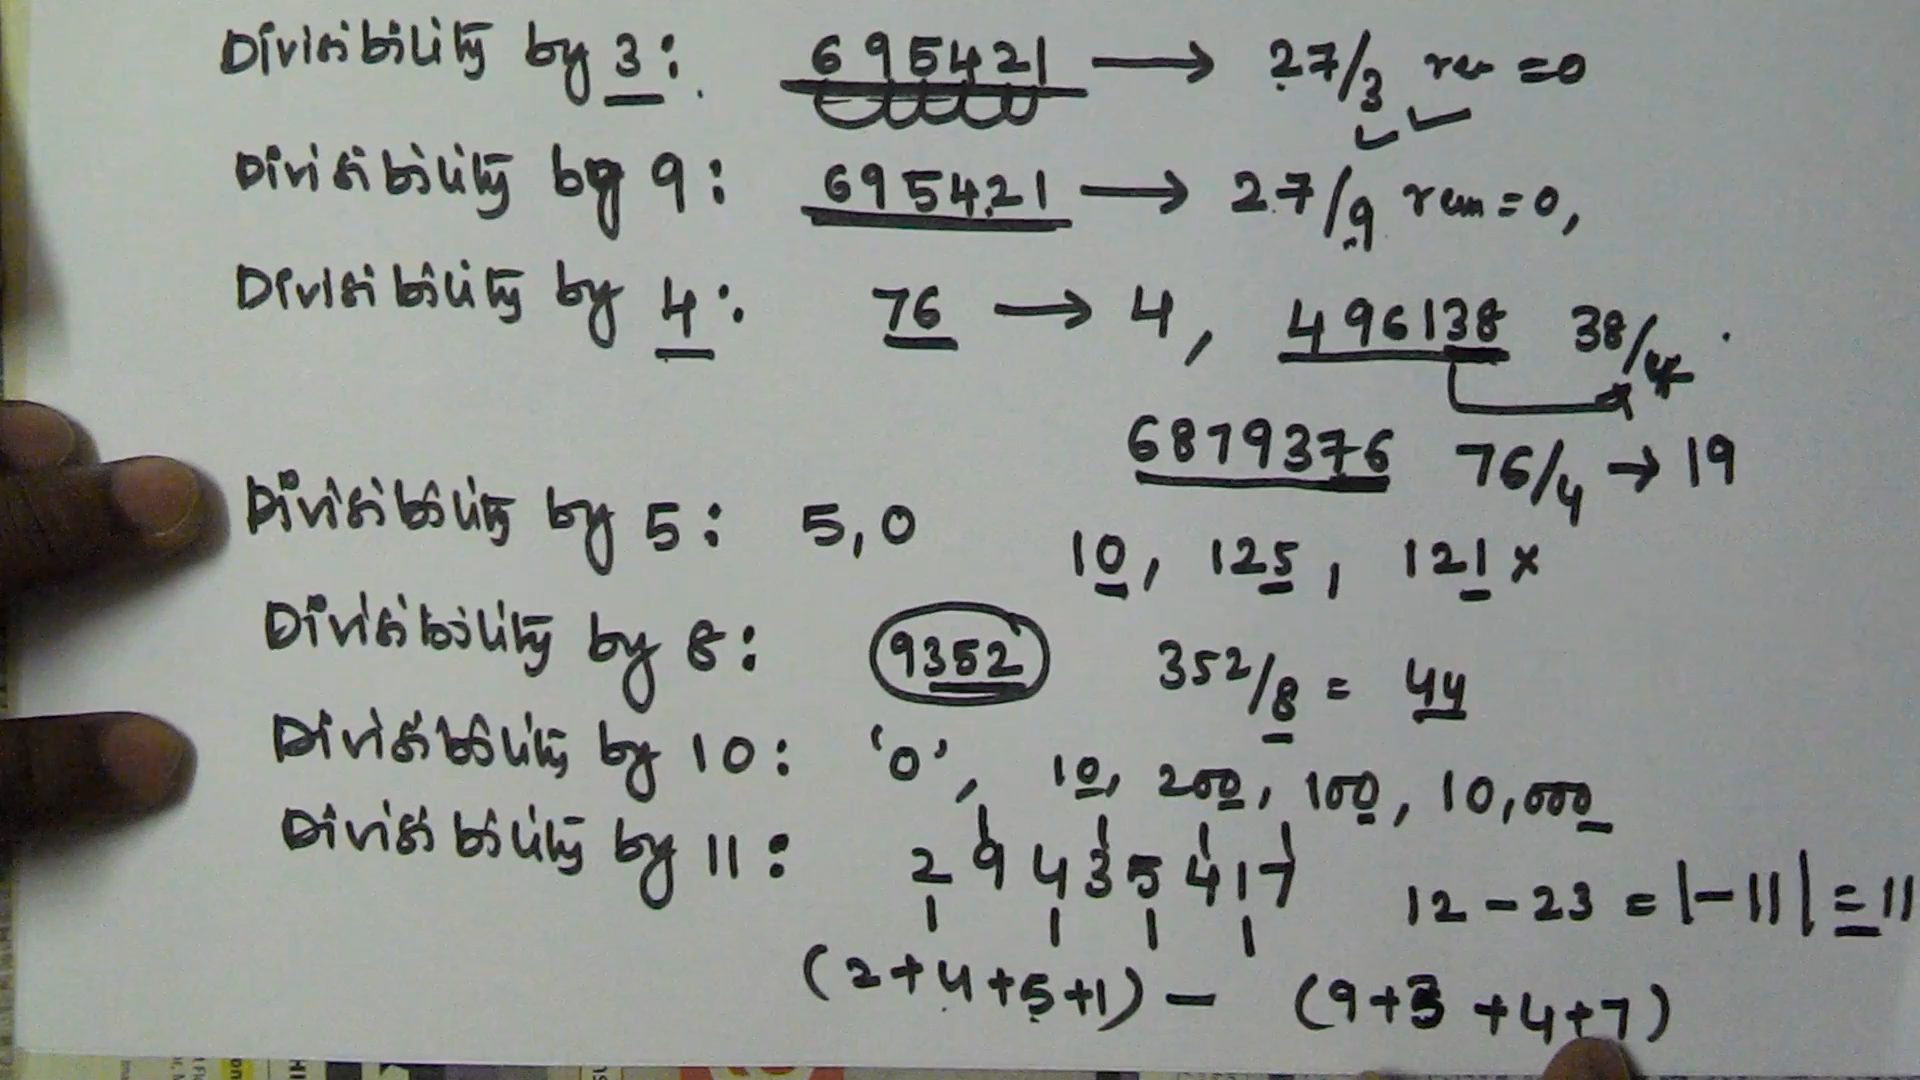 Divisibility by 3: 695421 → 27/3 rem = 0
Divisibility by 9: 695421 → 27/9 rem = 0,
Divisibility by 4: 76 → 4, 496138 38/4
6879376 76/4 → 19
Divisibility by 5: 5,0 10, 125, 121 ×
Divisibility by 8: 9352 352/8 = 44
Divisibility by 10: '0', 10, 200, 100, 10,000
Divisibility by 11: 29435417 12 - 23 = |-11| = 11
(2+4+5+1) - (9+3+4+7)